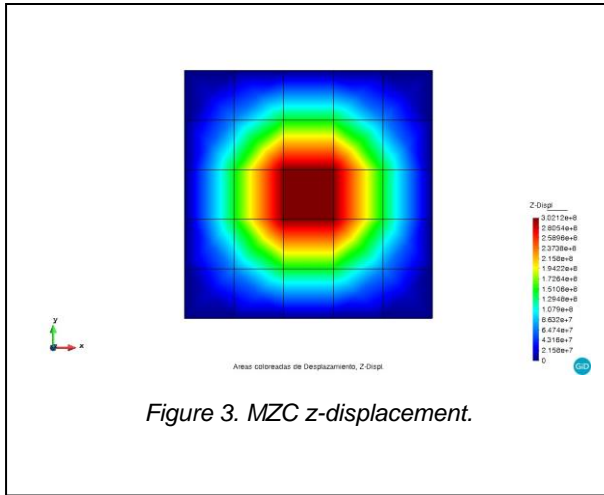 Z-Displ
3.0212e+8
2.8054e+8
2.5896e+8
2.3738e+8
2.158e+8
1.9422e+8
1.7264e+8
1.5106e+8
1.2948e+8
1.079e+8
8.632e+7
6.474e+7
4.316e+7
2.158e+7
0
y
x
GiD
Areas coloreadas de Desplazamiento, Z-Displ.
Figure 3. MZC z-displacement.